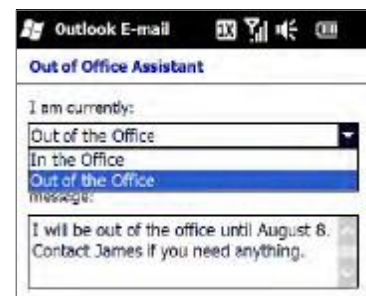 Outlook E-mail
1X
Out of Office Assistant
I am currently:
Out of the Office
In the Office
Out of the Office
message:
I will be out of the office until August 8.
Contact James if you need anything.